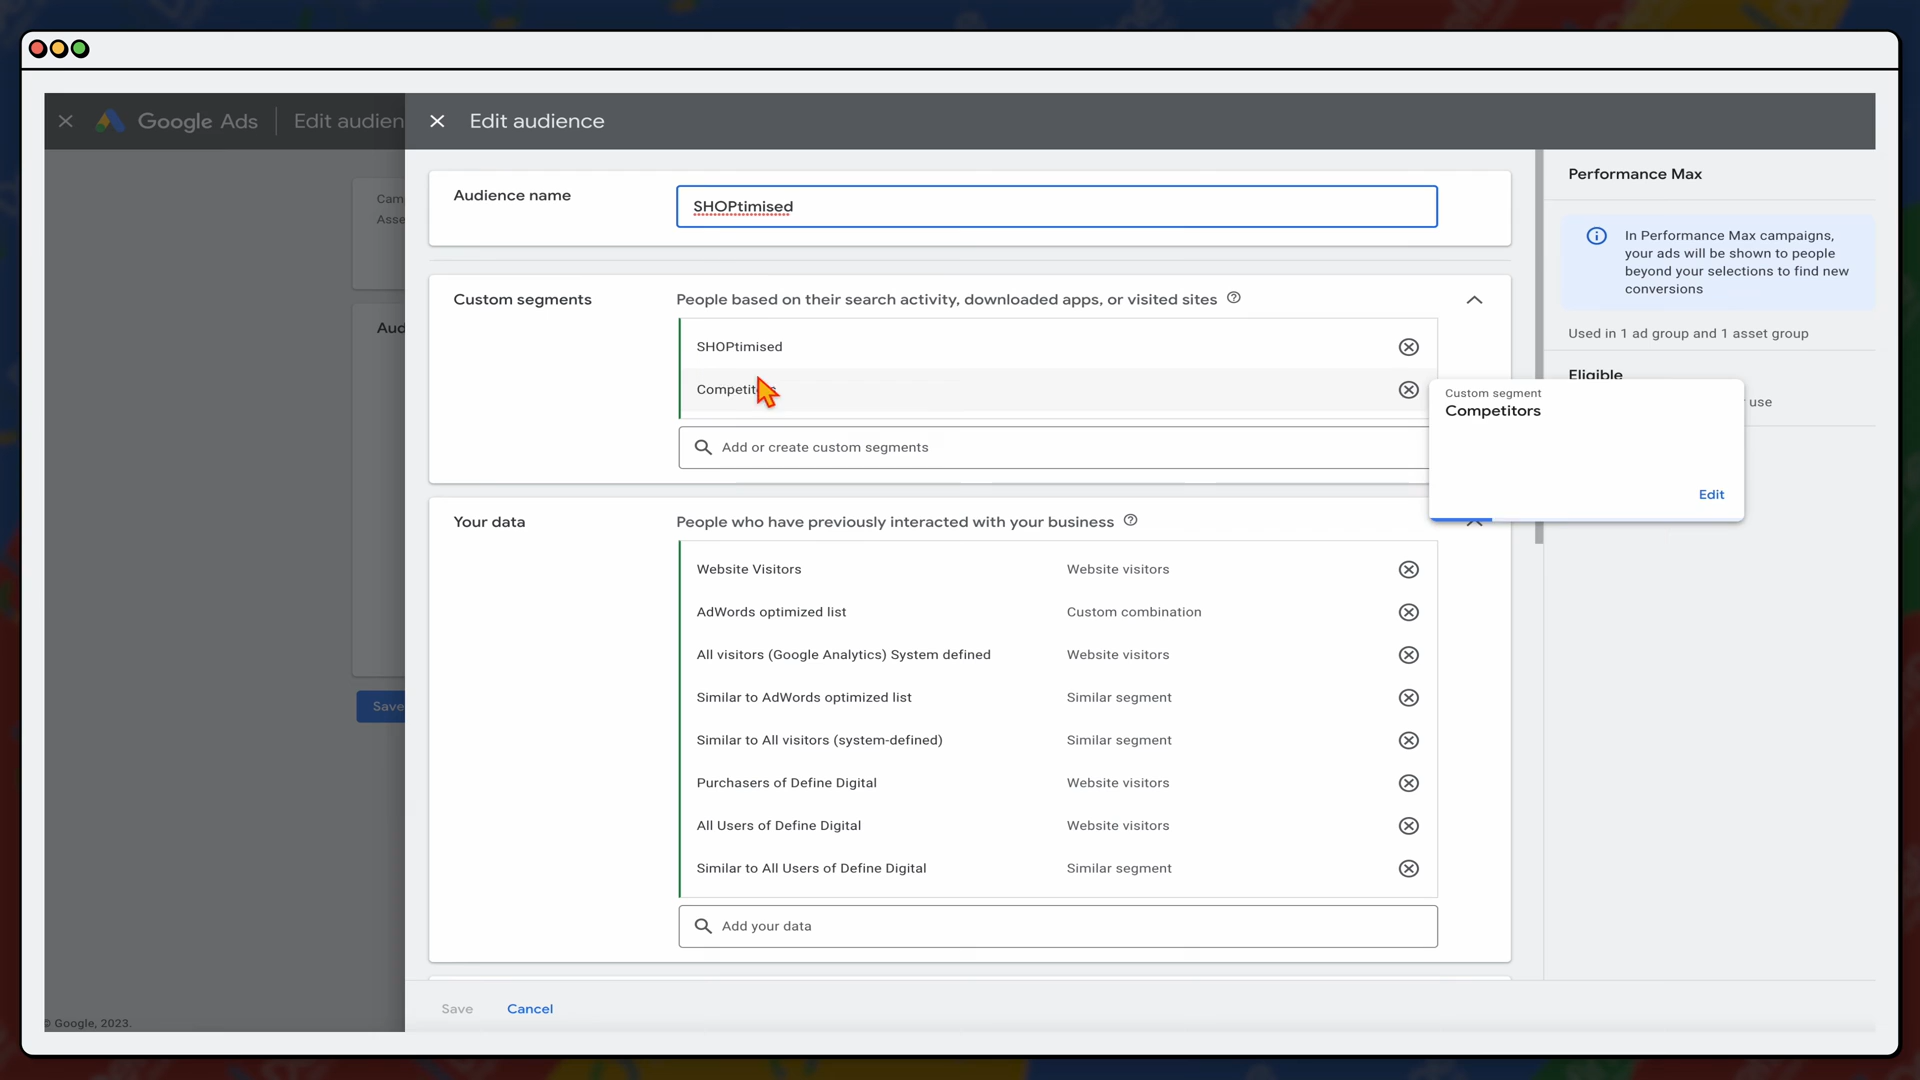 Google Ads
Edit audien
Edit audience
Cam
Asse
Aud
Save
© Google, 2023.
Audience name
SHOPtimised
Custom segments
People based on their search activity, downloaded apps, or visited sites
SHOPtimised
Competitors
Add or create custom segments
Your data
People who have previously interacted with your business
Website Visitors Website visitors
AdWords optimized list Custom combination
All visitors (Google Analytics) System defined Website visitors
Similar to AdWords optimized list Similar segment
Similar to All visitors (system-defined) Similar segment
Purchasers of Define Digital Website visitors
All Users of Define Digital Website visitors
Similar to All Users of Define Digital Similar segment
Add your data
Save Cancel
Performance Max
In Performance Max campaigns,
your ads will be shown to people
beyond your selections to find new
conversions
Used in 1 ad group and 1 asset group
Eligible
use
Custom segment
Competitors
Edit